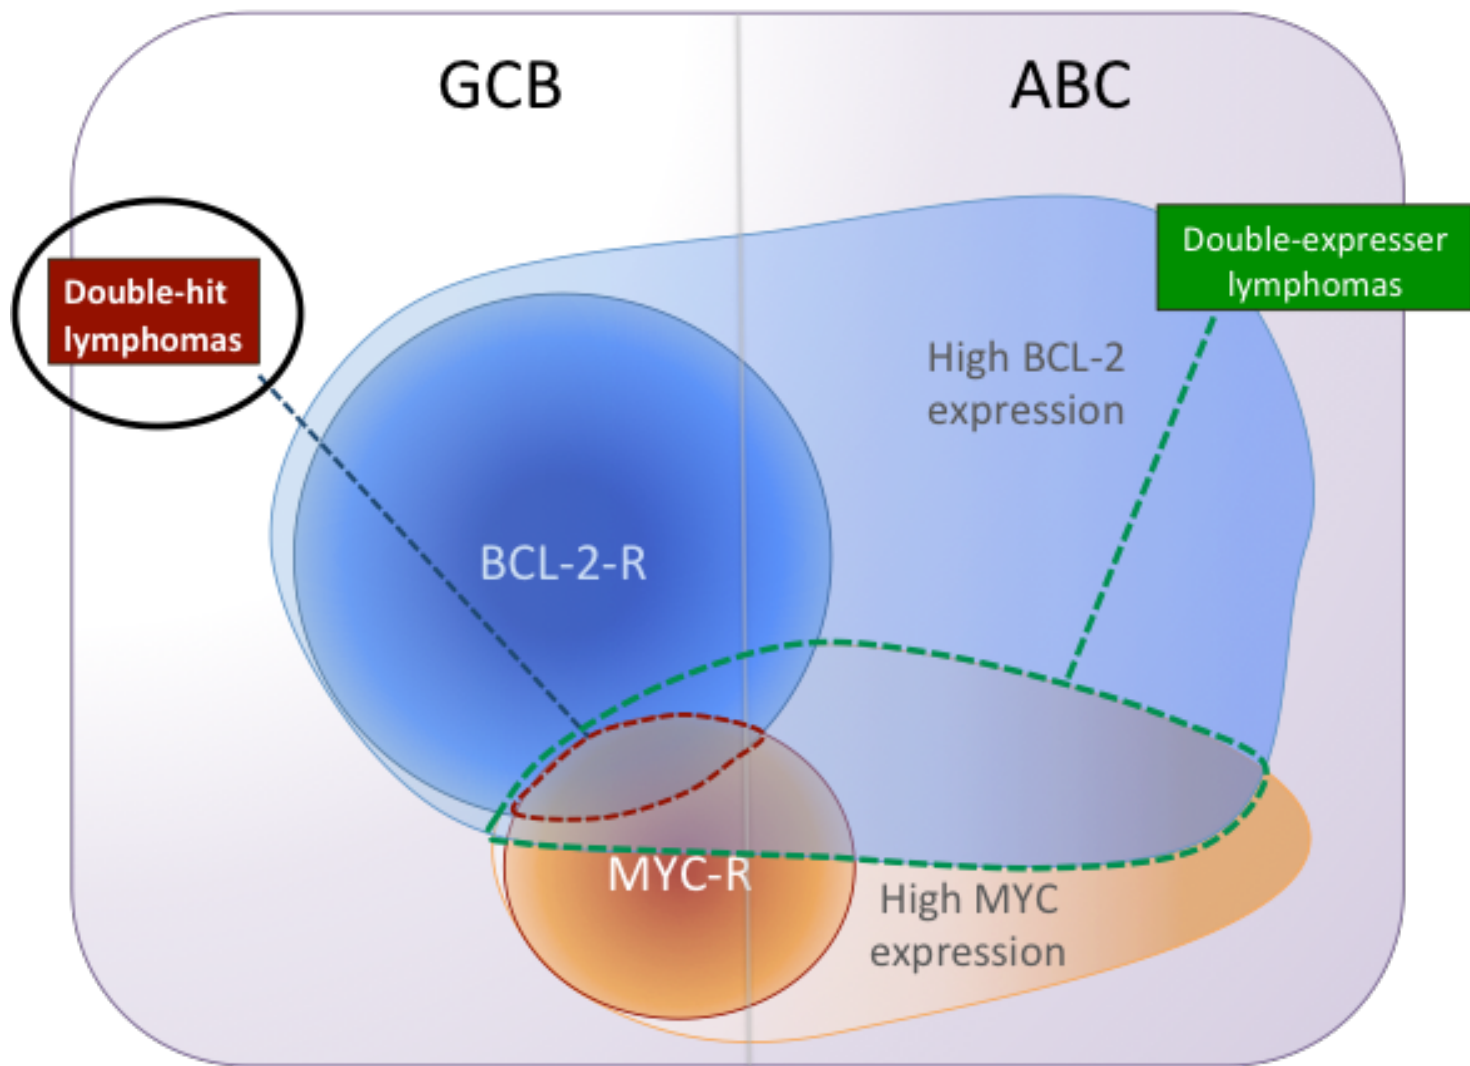 GCB
ABC
Double-hit
lymphomas
Double-expresser
lymphomas
High BCL-2
expression
BCL-2-R
MYC-R
High MYC
expression